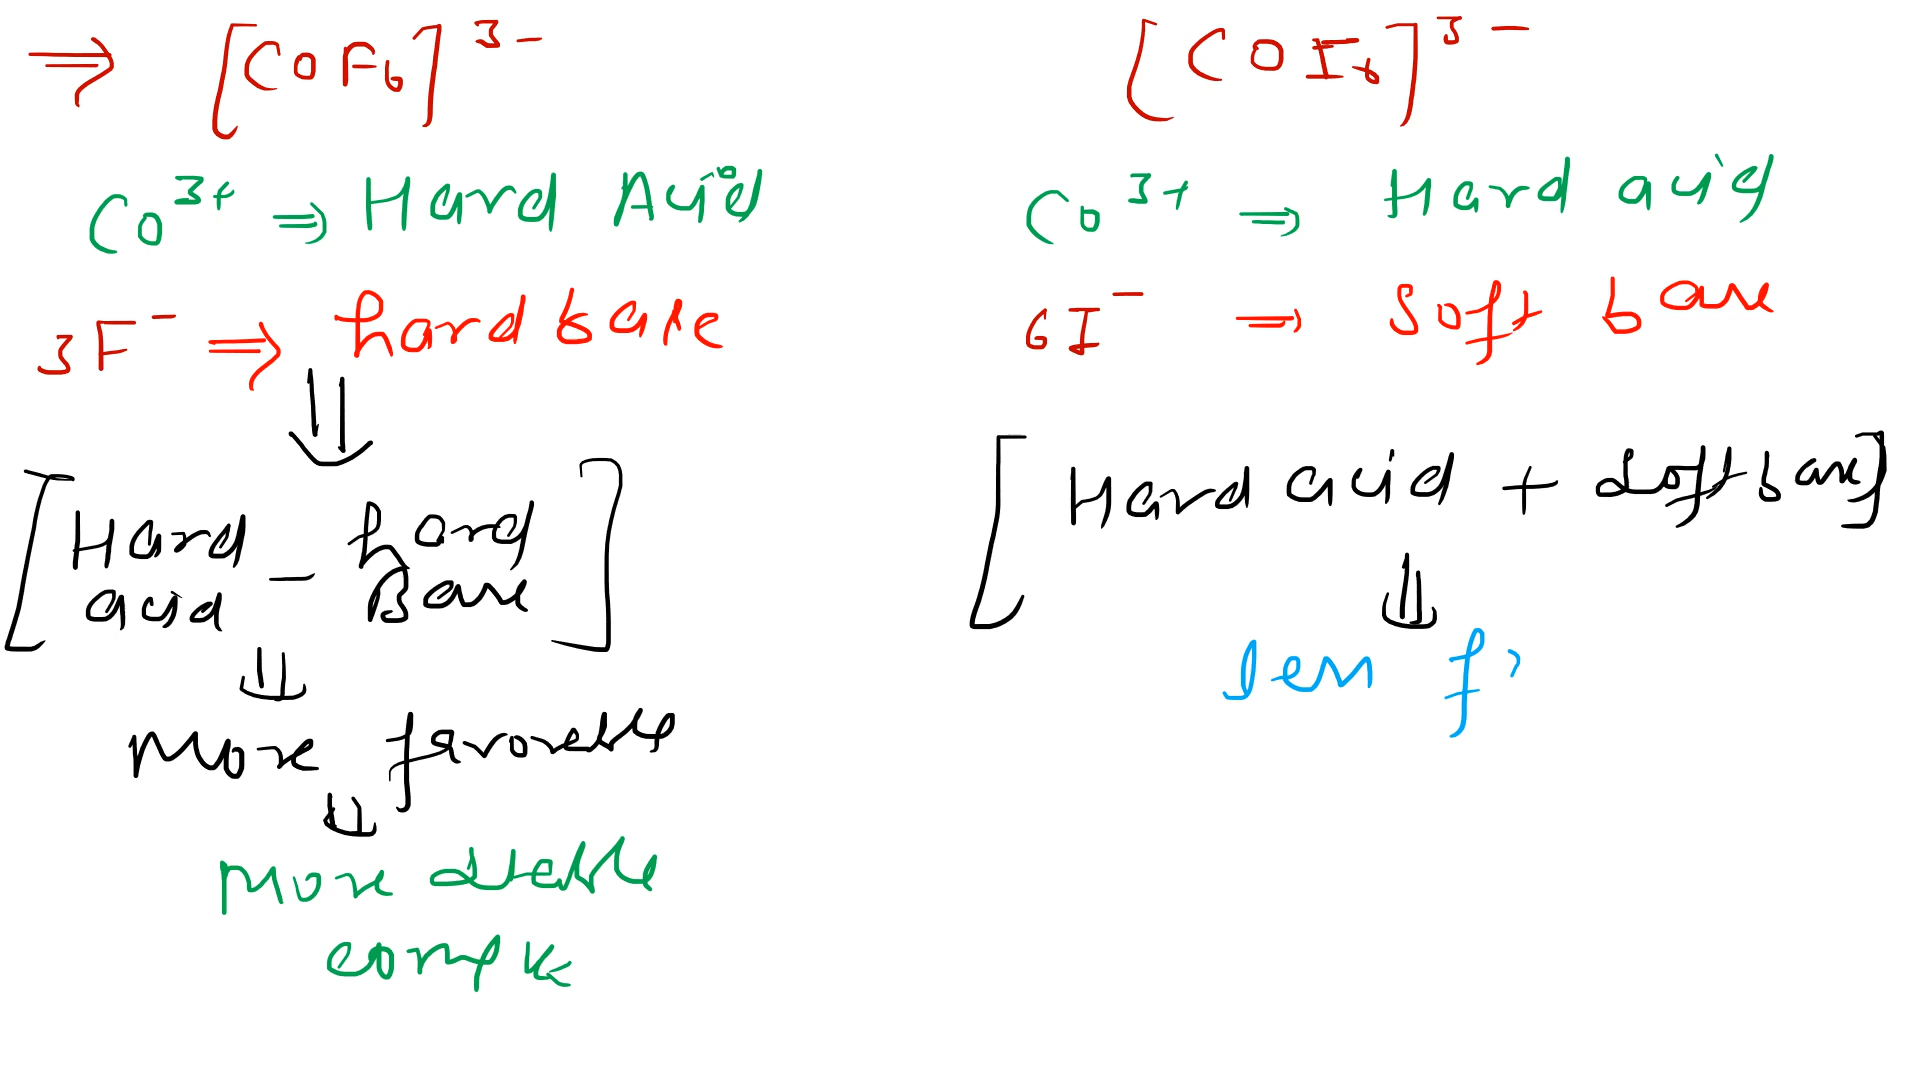 ⇒ [CoF6]3-
Co3+ ⇒ Hard Acid
3F- ⇒ hard base
⇓
[Hard acid - hard Base]
⇓
More favorable
⇓
More stable
comple
[CoI6]3-
Co3+ ⇒ Hard acid
6I- ⇒ Soft base
[Hard acid + Soft base]
⇓
less f